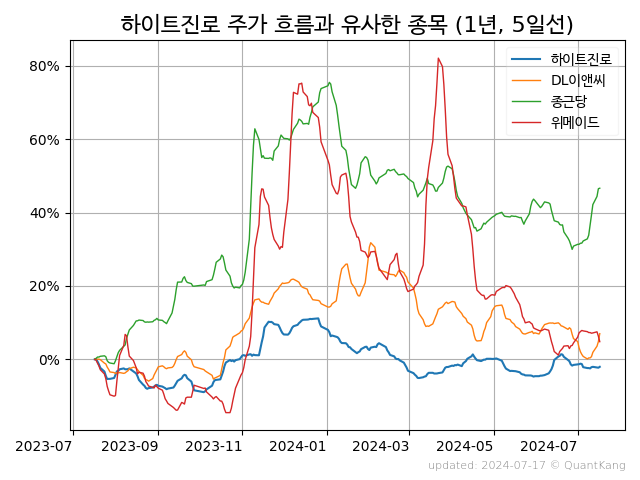 하이트진로 주가 흐름과 유사한 종목 (1년, 5일선)
하이트진로
DL이앤씨
종근당
위메이드
80%
60%
40%
20%
0%
2023-07 2023-09 2023-11 2024-01 2024-03 2024-05 2024-07
updated: 2024-07-17 © QuantKang